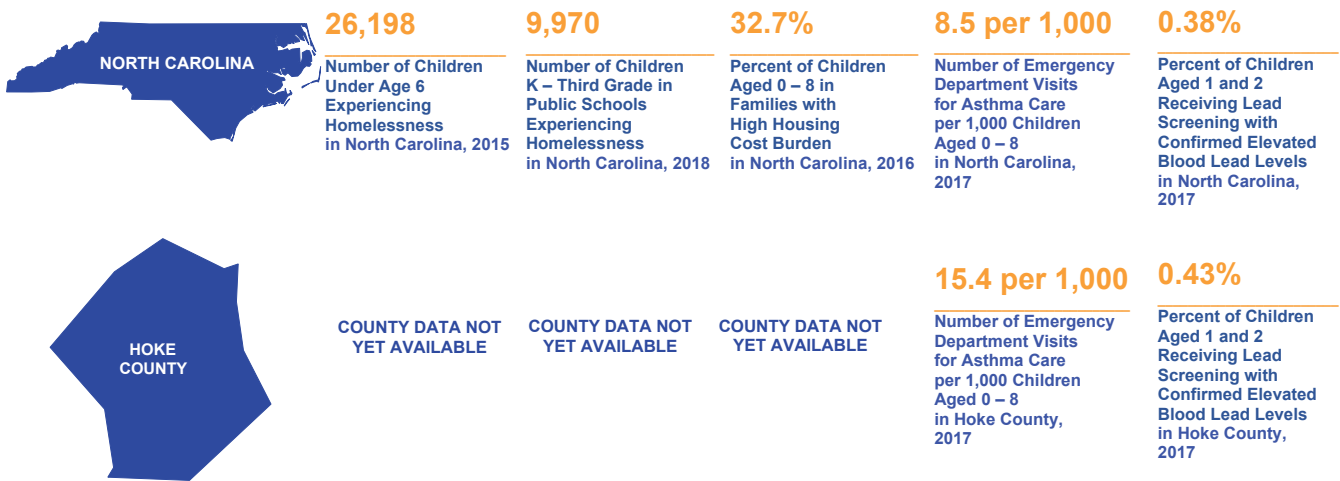 NORTH CAROLINA
26,198
Number of Children
Under Age 6
Experiencing
Homelessness
in North Carolina, 2015
9,970
Number of Children
K – Third Grade in
Public Schools
Experiencing
Homelessness
in North Carolina, 2018
32.7%
Percent of Children
Aged 0 – 8 in
Families with
High Housing
Cost Burden
in North Carolina, 2016
8.5 per 1,000
Number of Emergency
Department Visits
for Asthma Care
per 1,000 Children
Aged 0 – 8
in North Carolina,
2017
0.38%
Percent of Children
Aged 1 and 2
Receiving Lead
Screening with
Confirmed Elevated
Blood Lead Levels
in North Carolina,
2017
HOKE
COUNTY
COUNTY DATA NOT
YET AVAILABLE
COUNTY DATA NOT
YET AVAILABLE
COUNTY DATA NOT
YET AVAILABLE
15.4 per 1,000
Number of Emergency
Department Visits
for Asthma Care
per 1,000 Children
Aged 0 – 8
in Hoke County,
2017
0.43%
Percent of Children
Aged 1 and 2
Receiving Lead
Screening with
Confirmed Elevated
Blood Lead Levels
in Hoke County,
2017